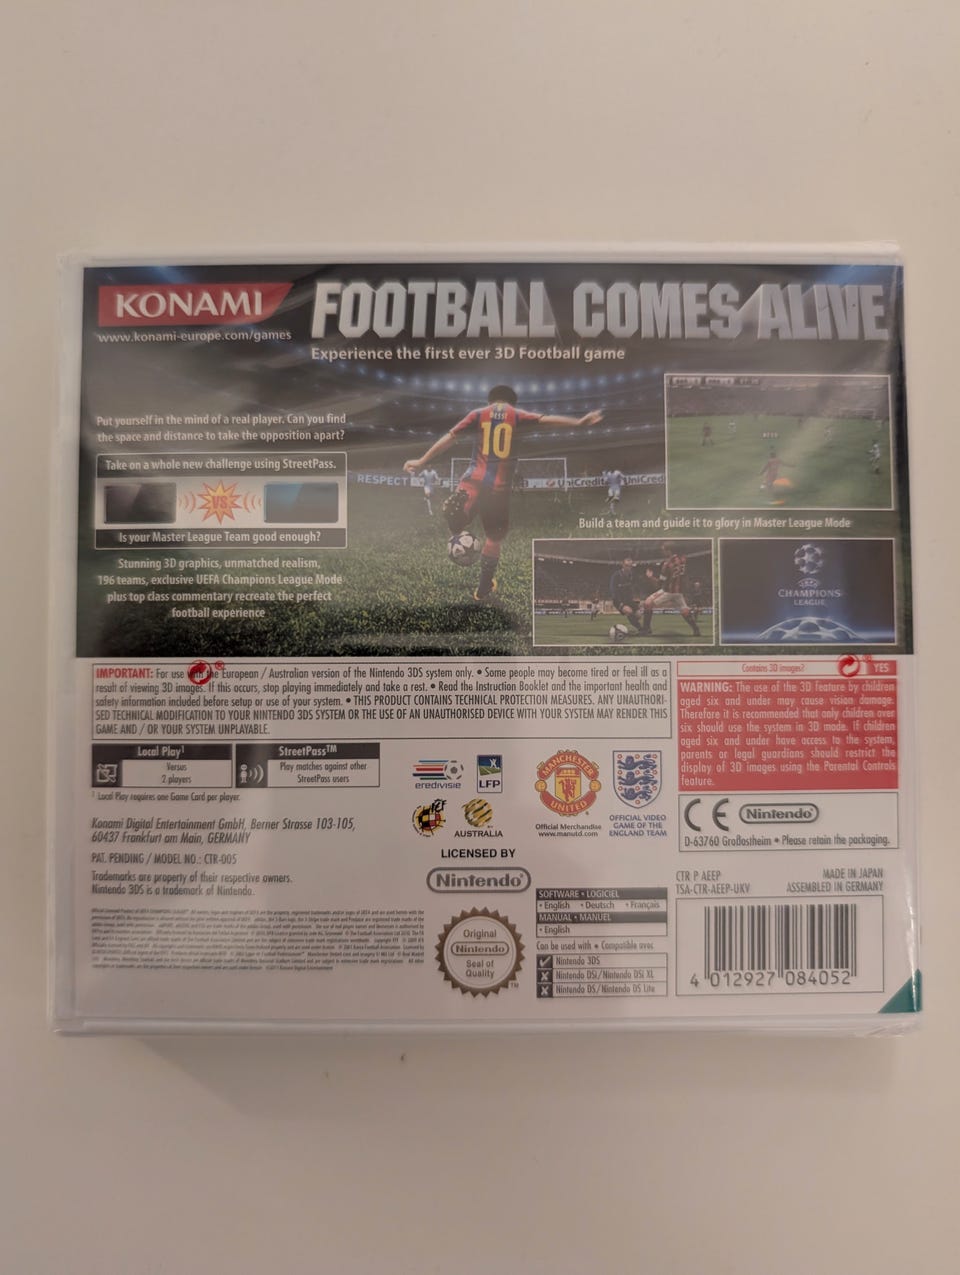 KONAMI
www.konami-europe.com/games
FOOTBALL COMES ALIVE
Experience the first ever 3D Football game
Put yourself in the mind of a real player. Can you find
the space and distance to take the opposition apart?
Take on a whole new challenge using StreetPass.
VS.
Is your Master League Team good enough?
Stunning 3D graphics, unmatched realism,
196 teams, exclusive UEFA Champions League Mode
plus top class commentary recreate the perfect
football experience
MESSI
10
RESPECT
UniCredit
UniCred
Build a team and guide it to glory in Master League Mode
UEFA
CHAMPIONS
LEAGUE
IMPORTANT: For use with the European / Australian version of the Nintendo 3DS system only. • Some people may become tired or feel ill as a
result of viewing 3D images. If this occurs, stop playing immediately and take a rest. • Read the Instruction Booklet and the important health and
safety information included before setup or use of your system. • THIS PRODUCT CONTAINS TECHNICAL PROTECTION MEASURES. ANY UNAUTHORI-
SED TECHNICAL MODIFICATION TO YOUR NINTENDO 3DS SYSTEM OR THE USE OF AN UNAUTHORISED DEVICE WITH YOUR SYSTEM MAY RENDER THIS
GAME AND / OR YOUR SYSTEM UNPLAYABLE.
Contains 3D images?
YES
WARNING: The use of the 3D feature by children
aged six and under may cause vision damage.
Therefore it is recommended that only children over
six should use the system in 3D mode. If children
aged six and under have access to the system,
parents or legal guardians should restrict the
display of 3D images using the Parental Controls
feature.
Local Play¹
Versus
2 players
StreetPass™
Play matches against other
StreetPass users
¹ Local Play requires one Game Card per player.
Konami Digital Entertainment GmbH, Berner Strasse 103-105,
60437 Frankfurt am Main, GERMANY
PAT. PENDING / MODEL NO.: CTR-005
Trademarks are property of their respective owners.
Nintendo 3DS is a trademark of Nintendo.
eredivisie
LFP
AUSTRALIA
MANCHESTER
UNITED
Official Merchandise
www.manutd.com
OFFICIAL VIDEO
GAME OF THE
ENGLAND TEAM
LICENSED BY
Nintendo®
Original
Nintendo
Seal of
Quality
TM
SOFTWARE • LOGICIEL
• English • Deutsch • Français
MANUAL • MANUEL
• English
Can be used with • Compatible avec
Nintendo 3DS
Nintendo DSi/Nintendo DSi XL
Nintendo DS/Nintendo DS Lite
CE
Nintendo®
D-63760 Großostheim • Please retain the packaging.
CTR P AEEP
TSA-CTR-AEEP-UKV
MADE IN JAPAN
ASSEMBLED IN GERMANY
4 012927 084052